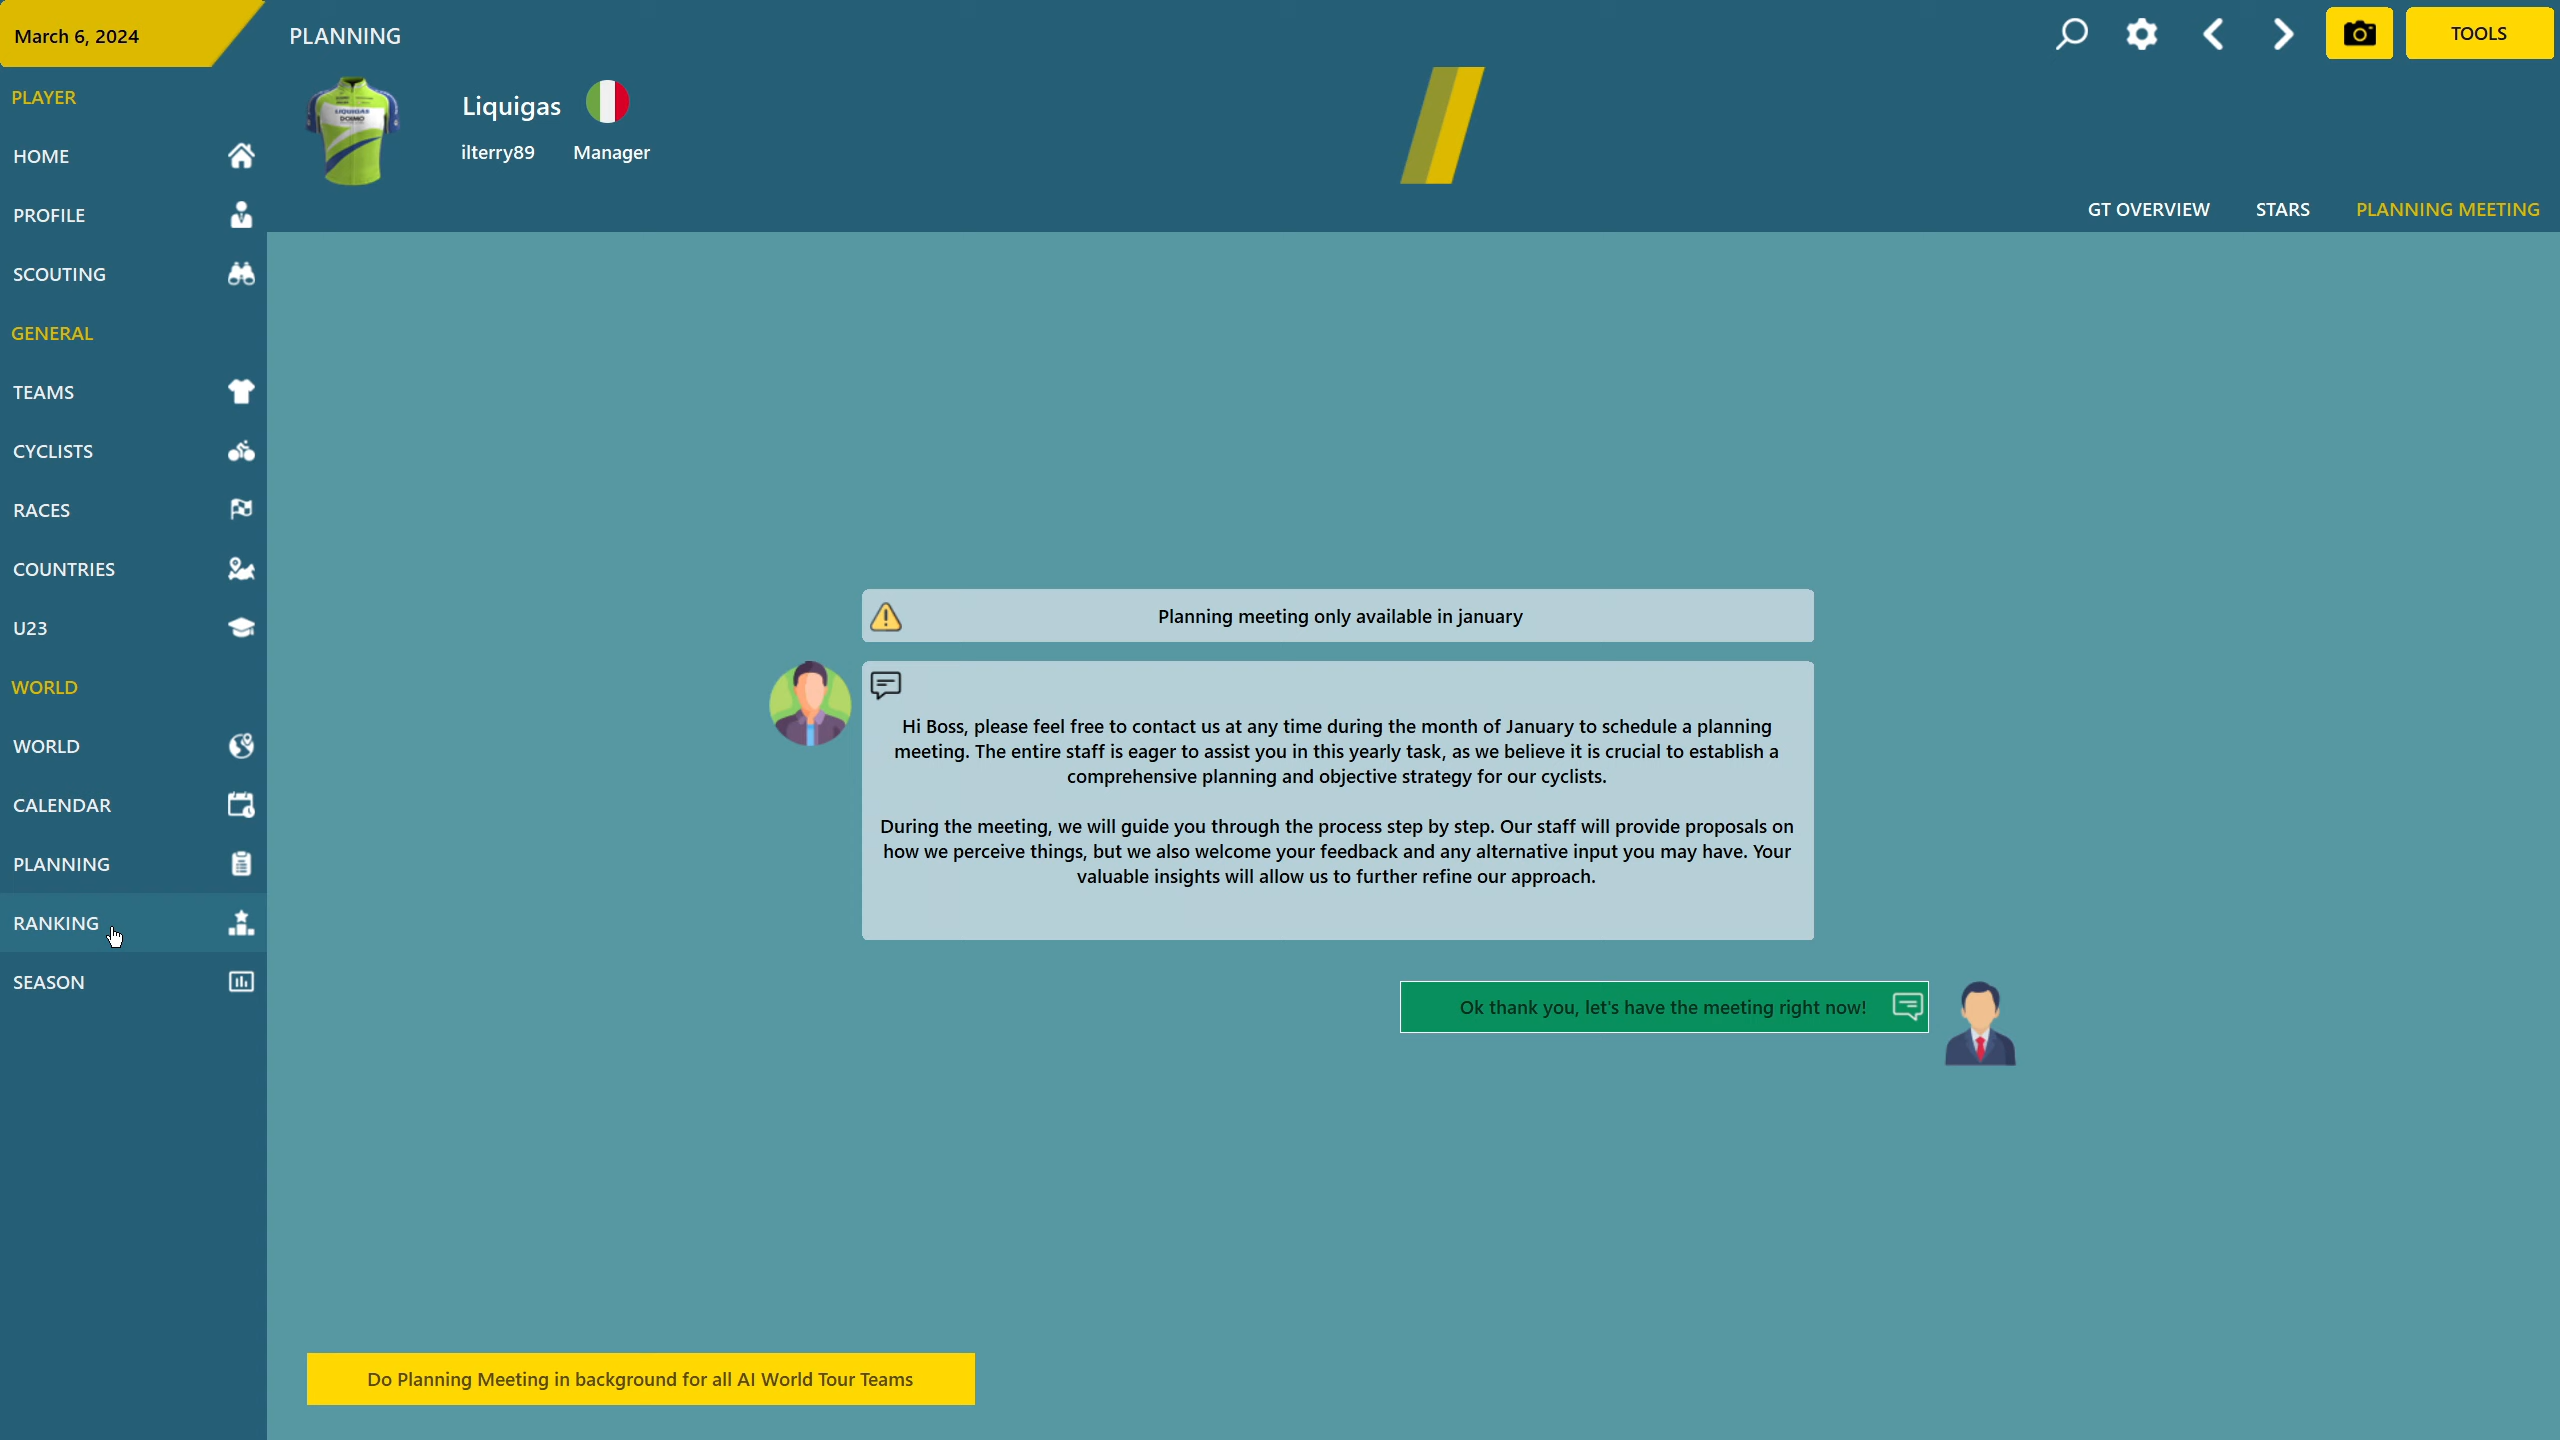 March 6, 2024
PLANNING
TOOLS
PLAYER
HOME
PROFILE
SCOUTING
GENERAL
TEAMS
CYCLISTS
RACES
COUNTRIES
U23
WORLD
WORLD
CALENDAR
PLANNING
RANKING
SEASON
LIQUIGAS
DOIMO
Liquigas
ilterry89 Manager
GT OVERVIEW STARS PLANNING MEETING
Planning meeting only available in january
Hi Boss, please feel free to contact us at any time during the month of January to schedule a planning
meeting. The entire staff is eager to assist you in this yearly task, as we believe it is crucial to establish a
comprehensive planning and objective strategy for our cyclists.
During the meeting, we will guide you through the process step by step. Our staff will provide proposals on
how we perceive things, but we also welcome your feedback and any alternative input you may have. Your
valuable insights will allow us to further refine our approach.
Ok thank you, let's have the meeting right now!
Do Planning Meeting in background for all AI World Tour Teams